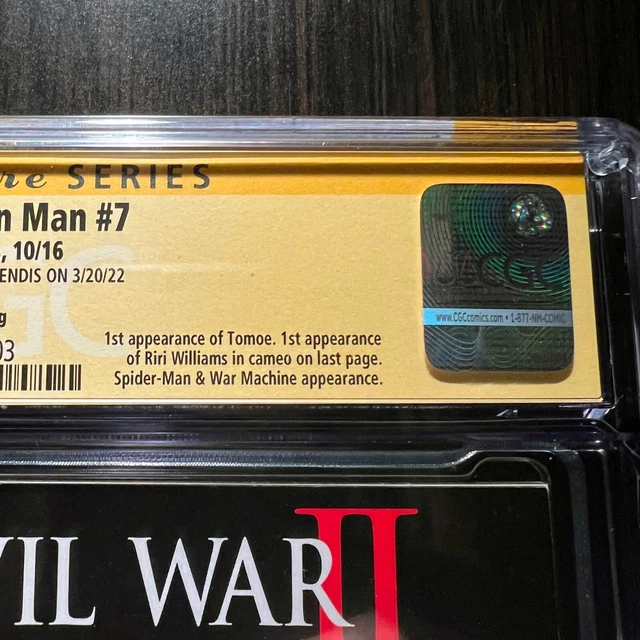 re SERIES
n Man #7
, 10/16
ENDIS ON 3/20/22
g
03
1st appearance of Tomoe. 1st appearance
of Riri Williams in cameo on last page.
Spider-Man & War Machine appearance.
CGC
www.CGCcomics.com • 1-877-NM-COMIC
VIL WAR II